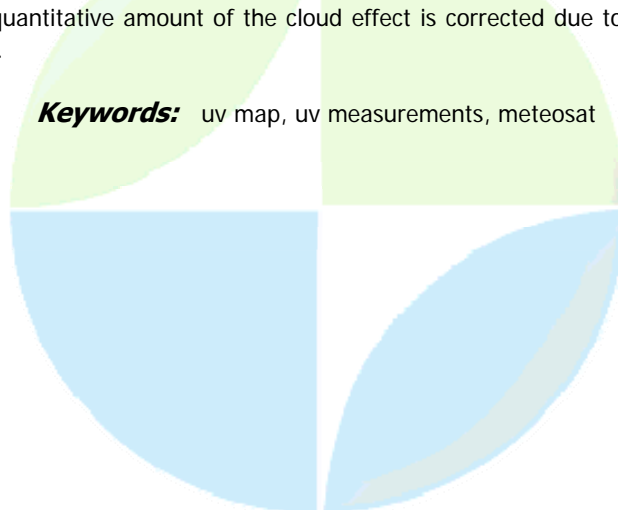 quantitative amount of the cloud effect is corrected due to
.
Keywords: uv map, uv measurements, meteosat